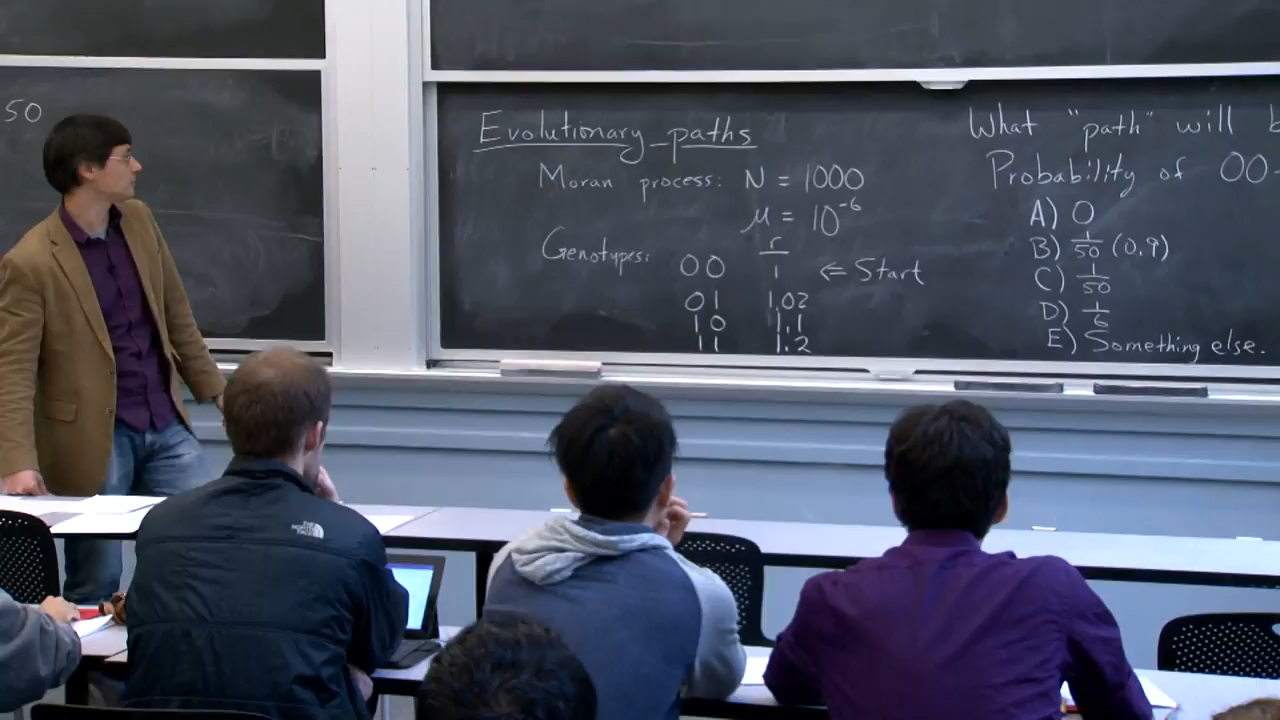 50
Evolutionary paths
Moran process: N = 1000
μ = 10⁻⁶
Genotypes: r
00 1 ⇐ Start
01 1.02
10 1.1
11 1.2
What "path" will
Probability of 00
A) 0
B) 1/50 (0.9)
C) 1/50
D) 1/6
E) Something else.
THE NORTH FACE